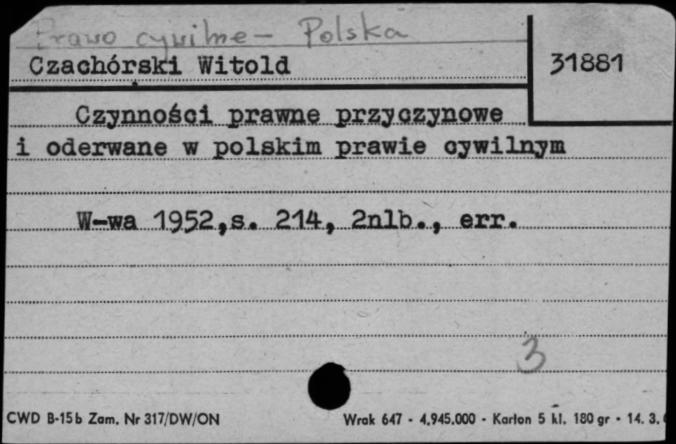 Prawo cywilne - Polska
Czachórski Witold
31881
Czynności prawne przyczynowe
i oderwane w polskim prawie cywilnym
W-wa 1952,s. 214, 2nlb., err.
3
CWD B-15b Zam. Nr 317/DW/ON
Wrak 647 - 4.945.000 - Karton 5 kl. 180 gr - 14. 3.